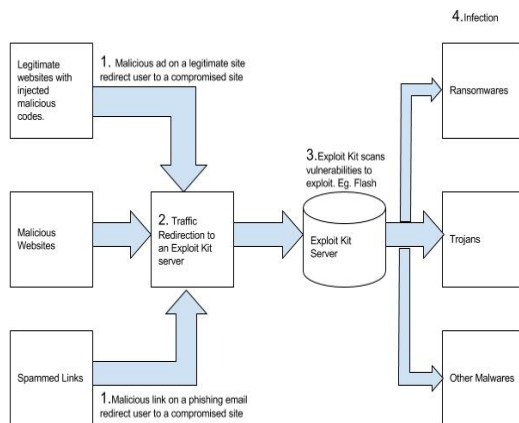 4. Infection
1. Malicious ad on a legitimate site
redirect user to a compromised site
Legitimate
websites with
injected
malicious
codes.
Ransomwares
3.Exploit Kit scans
vulnerabilities to
exploit. Eg. Flash
Malicious
Websites
2. Traffic
Redirection to
an Exploit Kit
server
Exploit Kit
Server
Trojans
Spammed Links
1.Malicious link on a phishing email
redirect user to a compromised site
Other Malwares